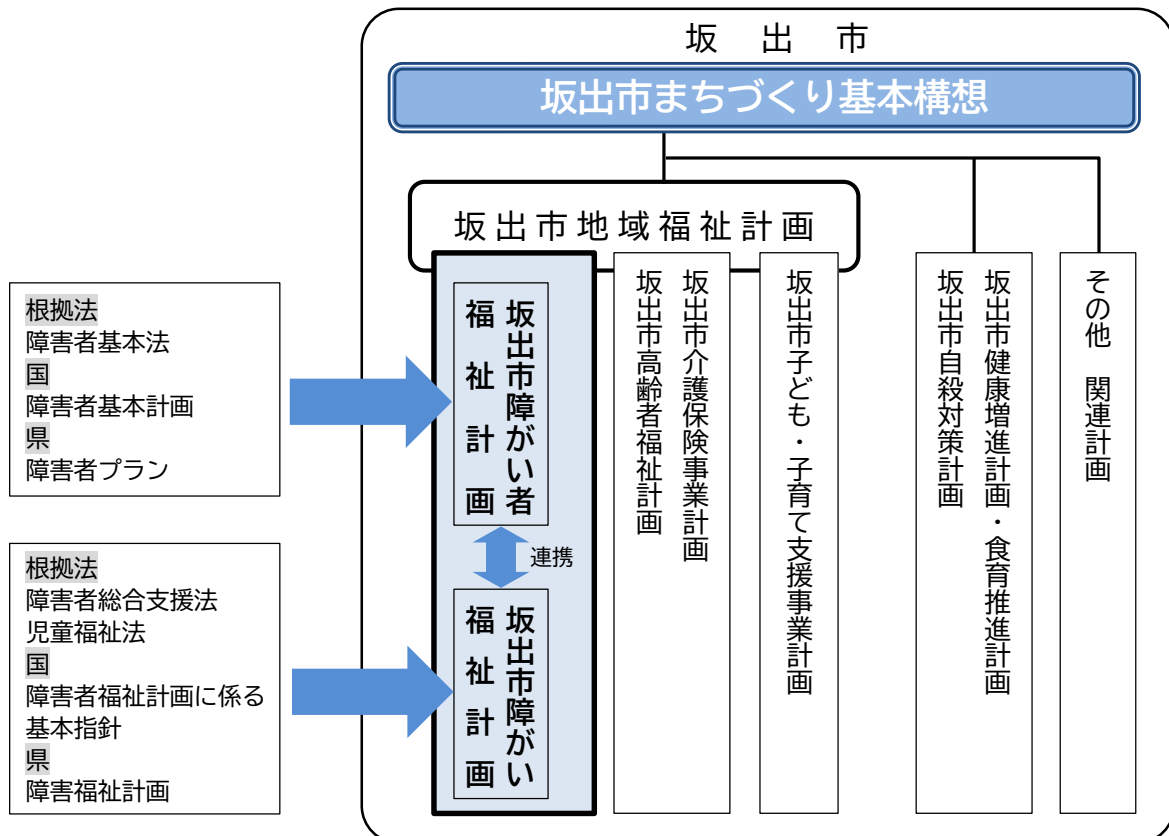 坂出市
坂出市まちづくり基本構想
坂出市地域福祉計画
根拠法
障害者基本法
国
障害者基本計画
県
障害者プラン
根拠法
障害者総合支援法
児童福祉法
国
障害者福祉計画に係る
基本指針
県
障害福祉計画
坂出市障がい者
福祉計画
連携
坂出市障がい
福祉計画
坂出市介護保険事業計画
坂出市高齢者福祉計画
坂出市子ども・子育て支援事業計画
坂出市健康増進計画・食育推進計画
坂出市自殺対策計画
その他 関連計画